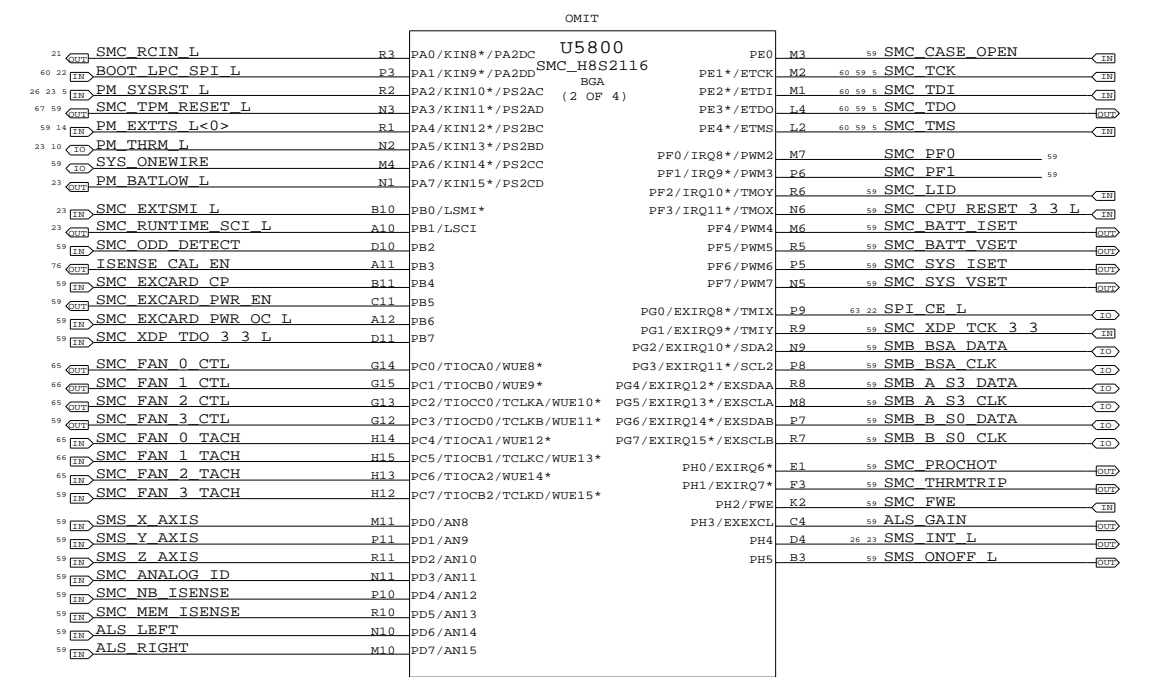 OMIT
U5800
SMC_H8S2116
BGA
(2 OF 4)
21 OUT SMC_RCIN_L R3 PA0/KIN8*/PA2DC
60 22 IN BOOT_LPC_SPI_L P3 PA1/KIN9*/PA2DD
26 23 5 IN PM_SYSRST_L R2 PA2/KIN10*/PS2AC
67 59 OUT SMC_TPM_RESET_L N3 PA3/KIN11*/PS2AD
59 14 IN PM_EXTTS_L<0> R1 PA4/KIN12*/PS2BC
23 10 IO PM_THRM_L N2 PA5/KIN13*/PS2BD
59 IO SYS_ONEWIRE M4 PA6/KIN14*/PS2CC
23 OUT PM_BATLOW_L N1 PA7/KIN15*/PS2CD
23 IN SMC_EXTSMI_L B10 PB0/LSMI*
23 OUT SMC_RUNTIME_SCI_L A10 PB1/LSCI
59 IN SMC_ODD_DETECT D10 PB2
76 OUT ISENSE_CAL_EN A11 PB3
59 IN SMC_EXCARD_CP B11 PB4
59 OUT SMC_EXCARD_PWR_EN C11 PB5
59 IN SMC_EXCARD_PWR_OC_L A12 PB6
59 IN SMC_XDP_TDO_3_3_L D11 PB7
65 OUT SMC_FAN_0_CTL G14 PC0/TIOCA0/WUE8*
66 OUT SMC_FAN_1_CTL G15 PC1/TIOCB0/WUE9*
65 OUT SMC_FAN_2_CTL G13 PC2/TIOCC0/TCLKA/WUE10*
59 OUT SMC_FAN_3_CTL G12 PC3/TIOCD0/TCLKB/WUE11*
65 IN SMC_FAN_0_TACH H14 PC4/TIOCA1/WUE12*
66 IN SMC_FAN_1_TACH H15 PC5/TIOCB1/TCLKC/WUE13*
65 IN SMC_FAN_2_TACH H13 PC6/TIOCA2/WUE14*
59 IN SMC_FAN_3_TACH H12 PC7/TIOCB2/TCLKD/WUE15*
59 IN SMS_X_AXIS M11 PD0/AN8
59 IN SMS_Y_AXIS P11 PD1/AN9
59 IN SMS_Z_AXIS R11 PD2/AN10
59 IN SMC_ANALOG_ID N11 PD3/AN11
59 IN SMC_NB_ISENSE P10 PD4/AN12
59 IN SMC_MEM_ISENSE R10 PD5/AN13
59 IN ALS_LEFT N10 PD6/AN14
59 IN ALS_RIGHT M10 PD7/AN15
PE0 M3 59 SMC_CASE_OPEN IN
PE1*/ETCK M2 60 59 5 SMC_TCK IN
PE2*/ETDI M1 60 59 5 SMC_TDI IN
PE3*/ETDO L4 60 59 5 SMC_TDO OUT
PE4*/ETMS L2 60 59 5 SMC_TMS IN
PF0/IRQ8*/PWM2 M7 SMC_PF0 59
PF1/IRQ9*/PWM3 P6 SMC_PF1 59
PF2/IRQ10*/TMOY R6 59 SMC_LID IN
PF3/IRQ11*/TMOX N6 59 SMC_CPU_RESET_3_3_L IN
PF4/PWM4 M6 59 SMC_BATT_ISET OUT
PF5/PWM5 R5 59 SMC_BATT_VSET OUT
PF6/PWM6 P5 59 SMC_SYS_ISET OUT
PF7/PWM7 N5 59 SMC_SYS_VSET OUT
PG0/EXIRQ8*/TMIX P9 63 22 SPI_CE_L IO
PG1/EXIRQ9*/TMIY R9 59 SMC_XDP_TCK_3_3 IN
PG2/EXIRQ10*/SDA2 N9 59 SMB_BSA_DATA IO
PG3/EXIRQ11*/SCL2 P8 59 SMB_BSA_CLK IO
PG4/EXIRQ12*/EXSDAA R8 59 SMB_A_S3_DATA IO
PG5/EXIRQ13*/EXSCLA M8 59 SMB_A_S3_CLK IO
PG6/EXIRQ14*/EXSDAB P7 59 SMB_B_S0_DATA IO
PG7/EXIRQ15*/EXSCLB R7 59 SMB_B_S0_CLK IO
PH0/EXIRQ6* E1 59 SMC_PROCHOT OUT
PH1/EXIRQ7* F3 59 SMC_THRMTRIP OUT
PH2/FWE K2 59 SMC_FWE IN
PH3/EXEXCL C4 59 ALS_GAIN OUT
PH4 D4 26 23 SMS_INT_L OUT
PH5 B3 59 SMS_ONOFF_L OUT